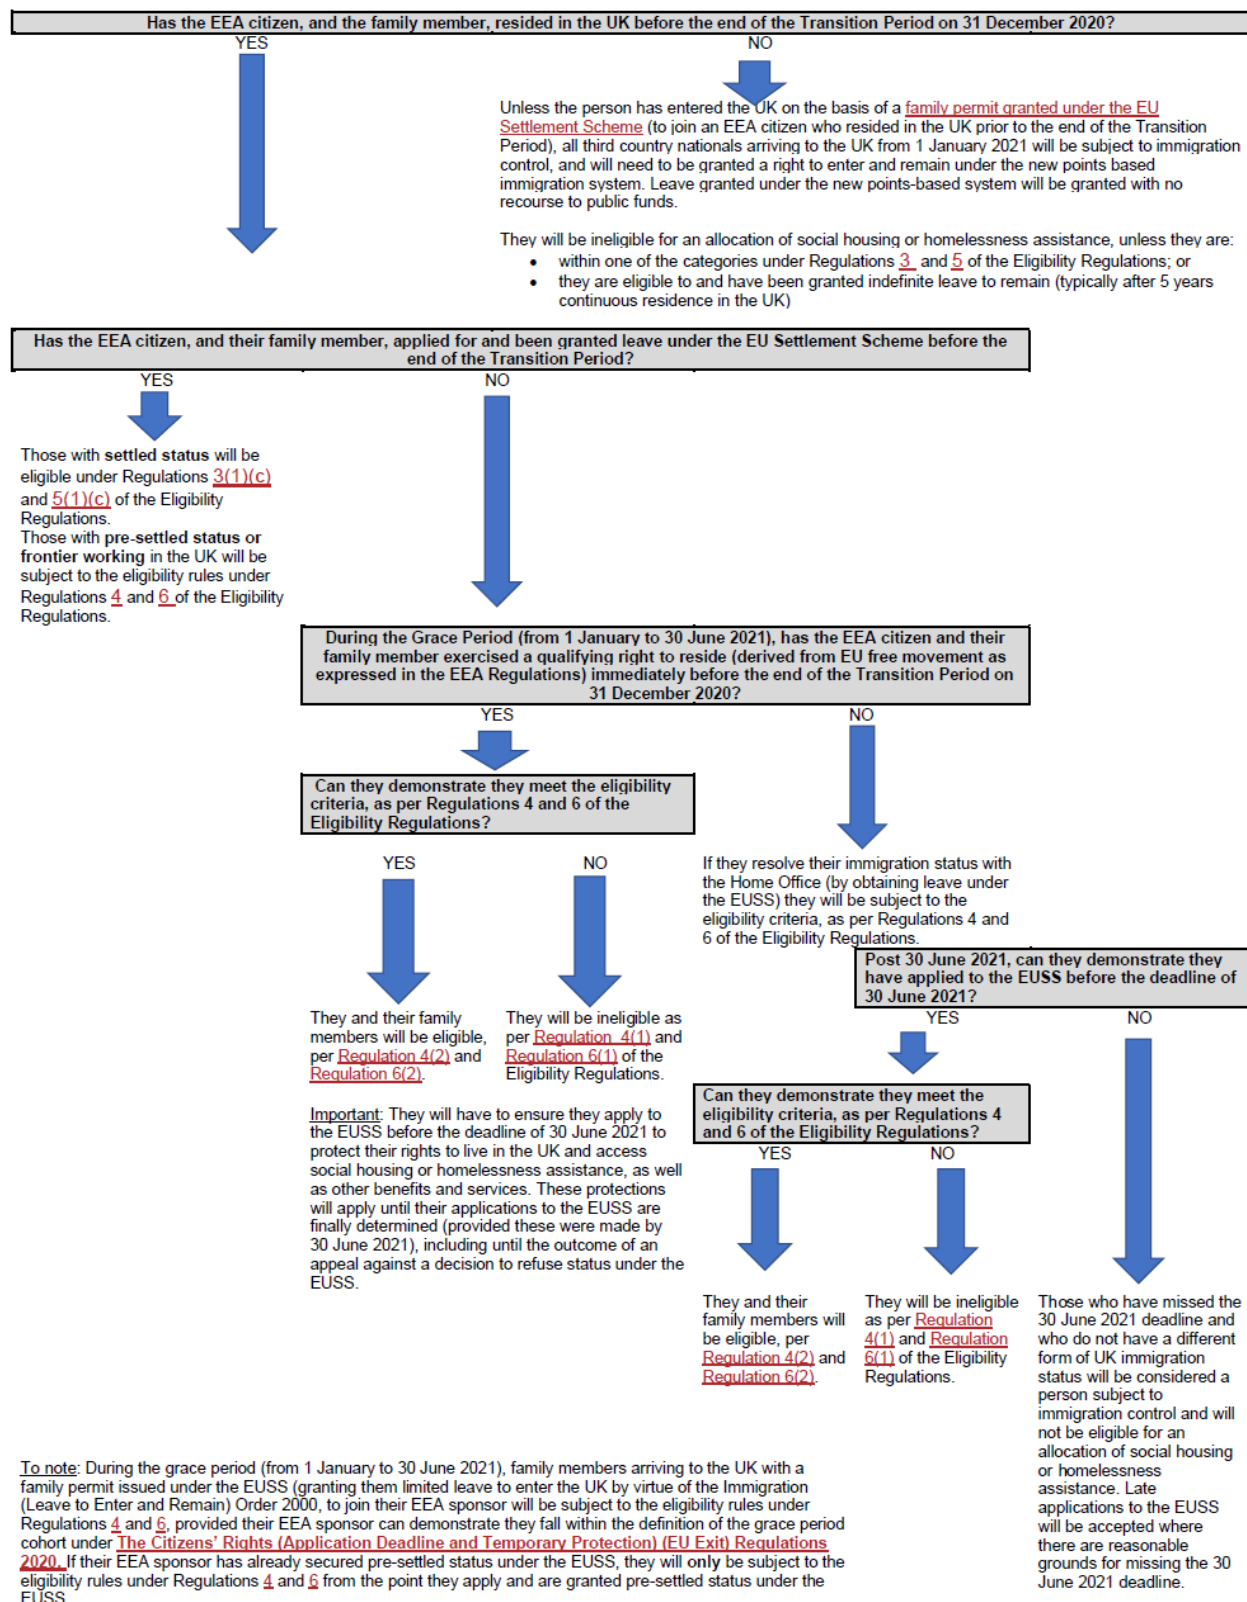 Has the EEA citizen, and the family member, resided in the UK before the end of the Transition Period on 31 December 2020?
YES
NO
Unless the person has entered the UK on the basis of a family permit granted under the EU
Settlement Scheme (to join an EEA citizen who resided in the UK prior to the end of the Transition
Period), all third country nationals arriving to the UK from 1 January 2021 will be subject to immigration
control, and will need to be granted a right to enter and remain under the new points based
immigration system. Leave granted under the new points-based system will be granted with no
recourse to public funds.
They will be ineligible for an allocation of social housing or homelessness assistance, unless they are:
• within one of the categories under Regulations 3 and 5 of the Eligibility Regulations; or
• they are eligible to and have been granted indefinite leave to remain (typically after 5 years
continuous residence in the UK)
Has the EEA citizen, and their family member, applied for and been granted leave under the EU Settlement Scheme before the
end of the Transition Period?
YES
NO
Those with settled status will be
eligible under Regulations 3(1)(c)
and 5(1)(c) of the Eligibility
Regulations.
Those with pre-settled status or
frontier working in the UK will be
subject to the eligibility rules under
Regulations 4 and 6 of the Eligibility
Regulations.
During the Grace Period (from 1 January to 30 June 2021), has the EEA citizen and their
family member exercised a qualifying right to reside (derived from EU free movement as
expressed in the EEA Regulations) immediately before the end of the Transition Period on
31 December 2020?
YES
NO
Can they demonstrate they meet the eligibility
criteria, as per Regulations 4 and 6 of the
Eligibility Regulations?
YES
NO
If they resolve their immigration status with
the Home Office (by obtaining leave under
the EUSS) they will be subject to the
eligibility criteria, as per Regulations 4 and
6 of the Eligibility Regulations.
Post 30 June 2021, can they demonstrate they
have applied to the EUSS before the deadline of
30 June 2021?
YES
NO
They and their family
members will be eligible,
per Regulation 4(2) and
Regulation 6(2).
They will be ineligible as
per Regulation 4(1) and
Regulation 6(1) of the
Eligibility Regulations.
Important: They will have to ensure they apply to
the EUSS before the deadline of 30 June 2021 to
protect their rights to live in the UK and access
social housing or homelessness assistance, as well
as other benefits and services. These protections
will apply until their applications to the EUSS are
finally determined (provided these were made by
30 June 2021), including until the outcome of an
appeal against a decision to refuse status under the
EUSS.
Can they demonstrate they meet the
eligibility criteria, as per Regulations 4
and 6 of the Eligibility Regulations?
YES
NO
They and their
family members will
be eligible, per
Regulation 4(2) and
Regulation 6(2).
They will be ineligible
as per Regulation
4(1) and Regulation
6(1) of the Eligibility
Regulations.
Those who have missed the
30 June 2021 deadline and
who do not have a different
form of UK immigration
status will be considered a
person subject to
immigration control and will
not be eligible for an
allocation of social housing
or homelessness
assistance. Late
applications to the EUSS
will be accepted where
there are reasonable
grounds for missing the 30
June 2021 deadline.
To note: During the grace period (from 1 January to 30 June 2021), family members arriving to the UK with a
family permit issued under the EUSS (granting them limited leave to enter the UK by virtue of the Immigration
(Leave to Enter and Remain) Order 2000, to join their EEA sponsor will be subject to the eligibility rules under
Regulations 4 and 6, provided their EEA sponsor can demonstrate they fall within the definition of the grace period
cohort under The Citizens' Rights (Application Deadline and Temporary Protection) (EU Exit) Regulations
2020. If their EEA sponsor has already secured pre-settled status under the EUSS, they will only be subject to the
eligibility rules under Regulations 4 and 6 from the point they apply and are granted pre-settled status under the
EUSS